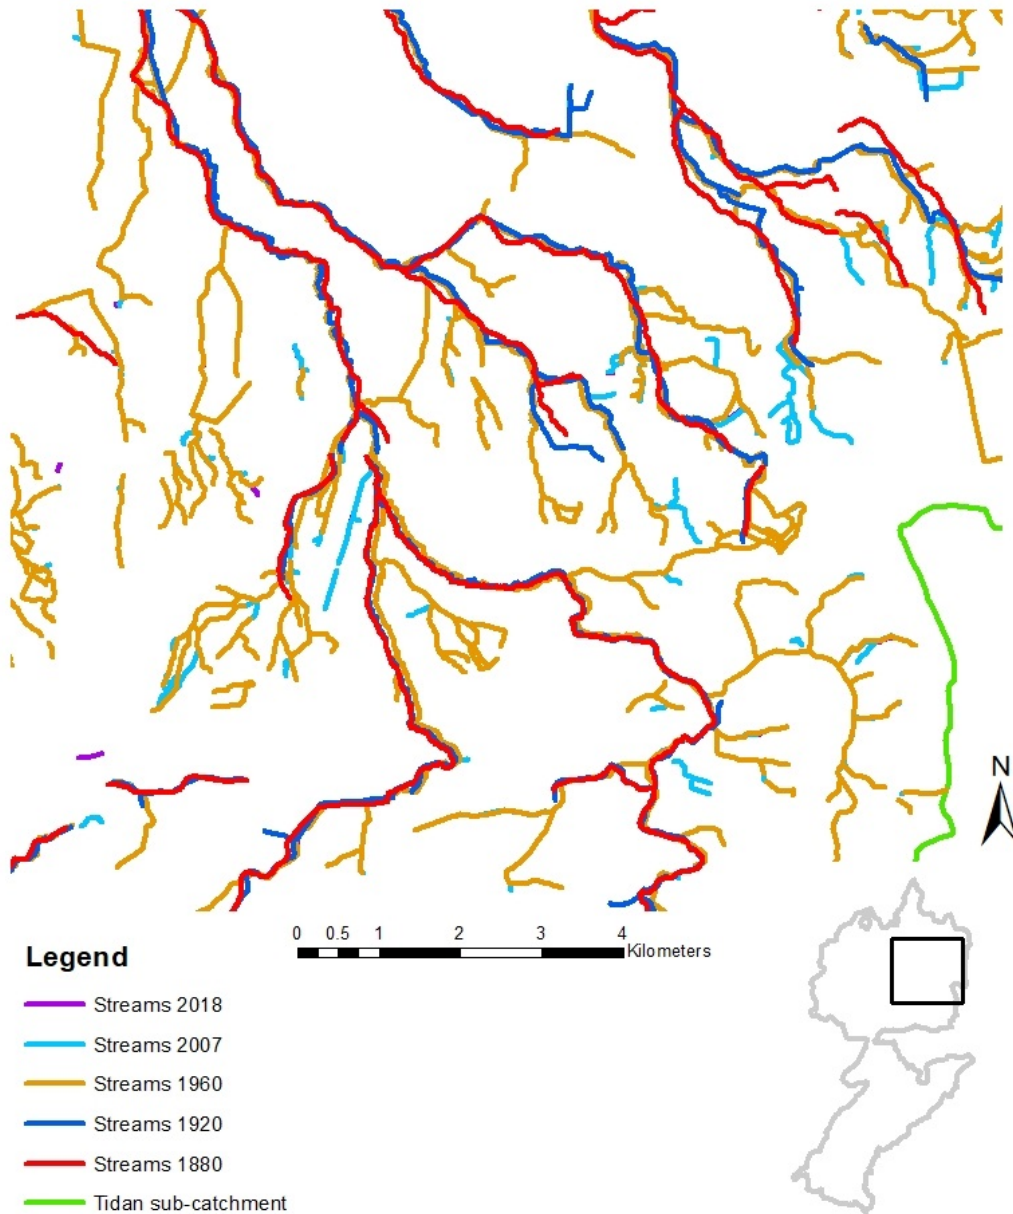 N
0 0.5 1 2 3 4
Kilometers
Legend
Streams 2018
Streams 2007
Streams 1960
Streams 1920
Streams 1880
Tidan sub-catchment